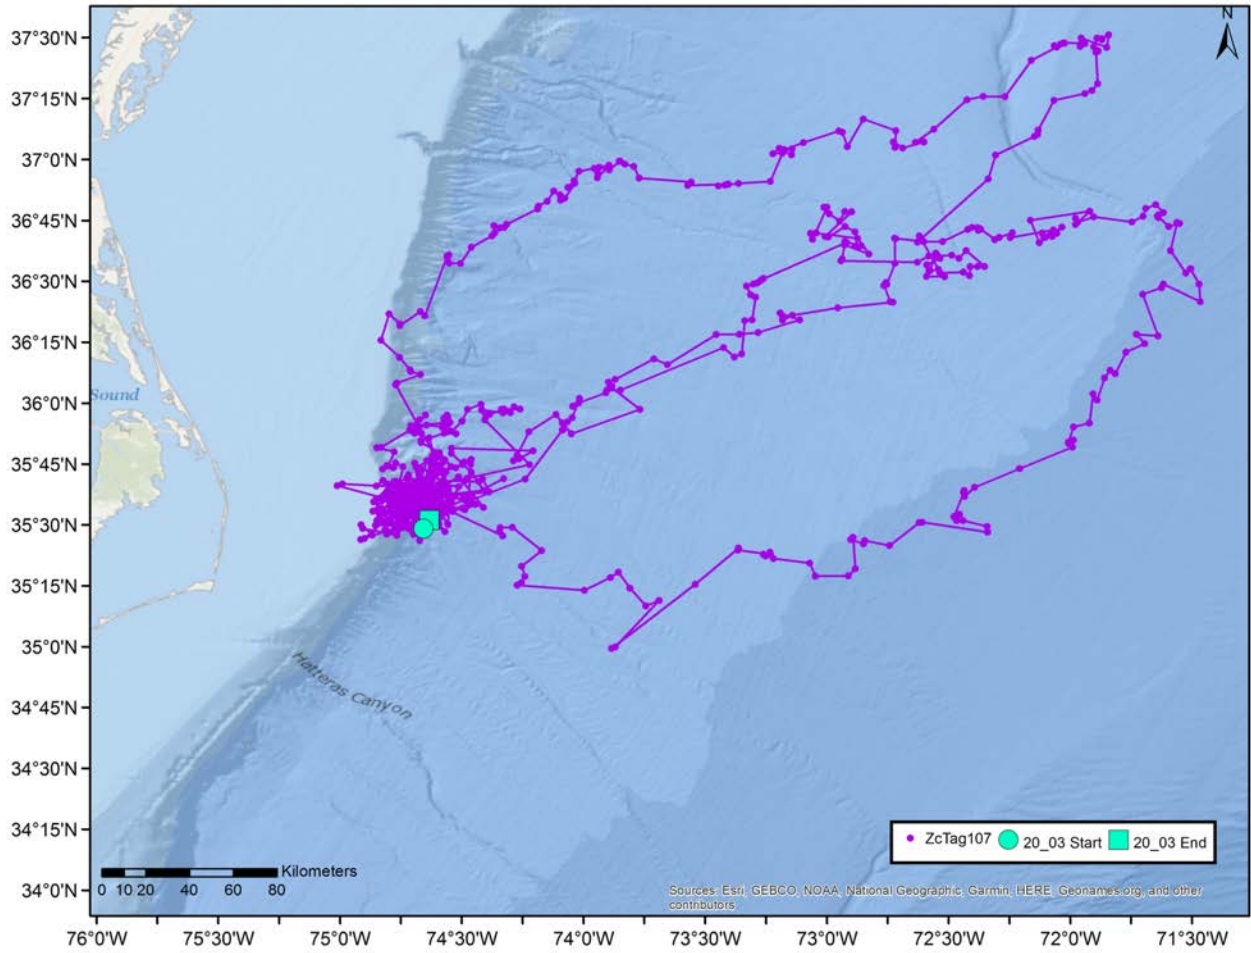 N
37°30'N
37°15'N
37°0'N
36°45'N
36°30'N
36°15'N
36°0'N
35°45'N
35°30'N
35°15'N
35°0'N
34°45'N
34°30'N
34°15'N
34°0'N
Sound
Hatteras Canyon
ZcTag107 20_03 Start 20_03 End
Kilometers
0 10 20 40 60 80
Sources: Esri, GEBCO, NOAA, National Geographic, Garmin, HERE, Geonames.org, and other
contributors
76°0'W 75°30'W 75°0'W 74°30'W 74°0'W 73°30'W 73°0'W 72°30'W 72°0'W 71°30'W